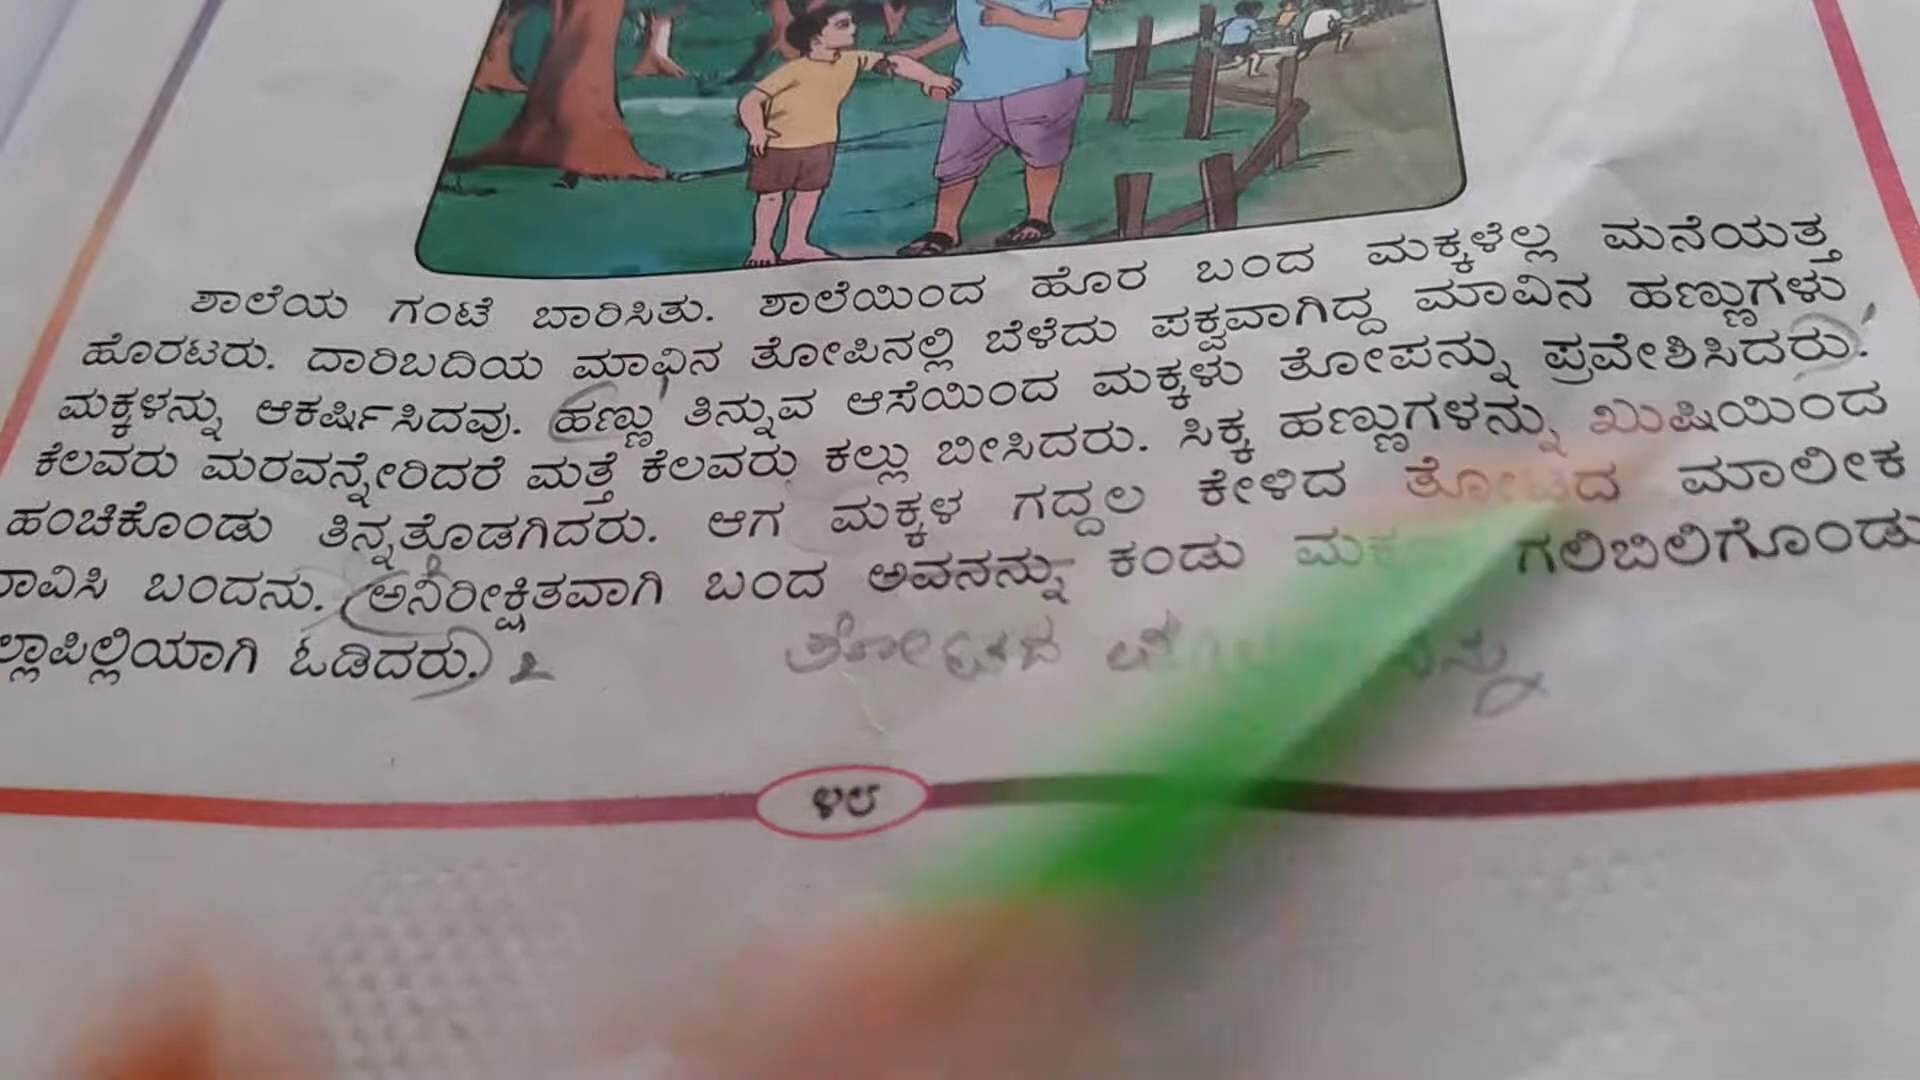 ಶಾಲೆಯ ಗಂಟೆ ಬಾರಿಸಿತು. ಶಾಲೆಯಿಂದ ಹೊರ ಬಂದ ಮಕ್ಕಳೆಲ್ಲ ಮನೆಯತ್ತ
ಹೊರಟರು. ದಾರಿಬದಿಯ ಮಾವಿನ ತೋಪಿನಲ್ಲಿ ಬೆಳೆದು ಪಕ್ವವಾಗಿದ್ದ ಮಾವಿನ ಹಣ್ಣುಗಳು
ಮಕ್ಕಳನ್ನು ಆಕರ್ಷಿಸಿದವು. ಹಣ್ಣು ತಿನ್ನುವ ಆಸೆಯಿಂದ ಮಕ್ಕಳು ತೋಪನ್ನು ಪ್ರವೇಶಿಸಿದರು.
ಕೆಲವರು ಮರವನ್ನೇರಿದರೆ ಮತ್ತೆ ಕೆಲವರು ಕಲ್ಲು ಬೀಸಿದರು. ಸಿಕ್ಕ ಹಣ್ಣುಗಳನ್ನು ಖುಷಿಯಿಂದ
ಹಂಚಿಕೊಂಡು ತಿನ್ನತೊಡಗಿದರು. ಆಗ ಮಕ್ಕಳ ಗದ್ದಲ ಕೇಳಿದ ತೋಟದ ಮಾಲೀಕ
ಬಂದನು. ಅನಿರೀಕ್ಷಿತವಾಗಿ ಬಂದ ಅವನನ್ನು ಕಂಡು ಗಲಿಬಿಲಿಗೊಂಡು
ಓಡಿದರು. ತೋಟದ
೪೮